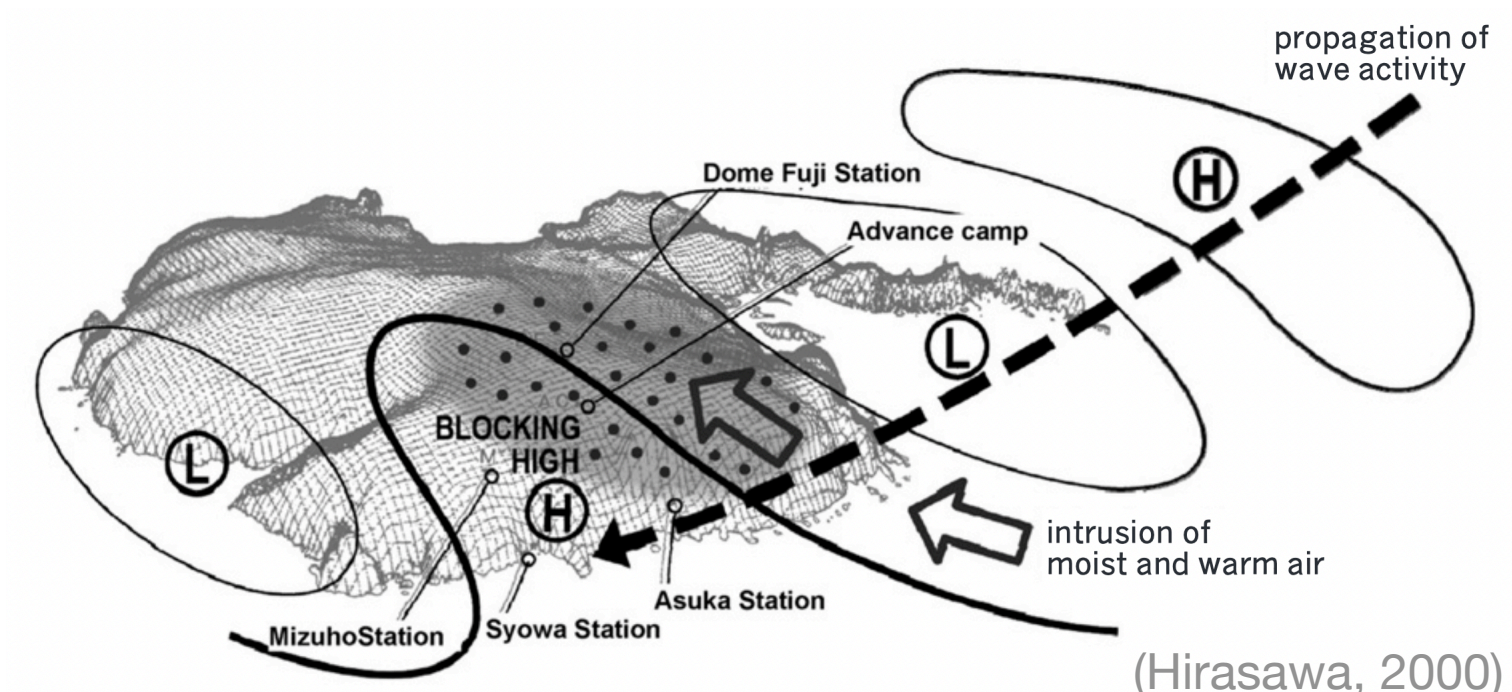 propagation of
wave activity
H
Dome Fuji Station
Advance camp
L
BLOCKING
HIGH
L
H
intrusion of
moist and warm air
Asuka Station
MizuhoStation
Syowa Station
(Hirasawa, 2000)